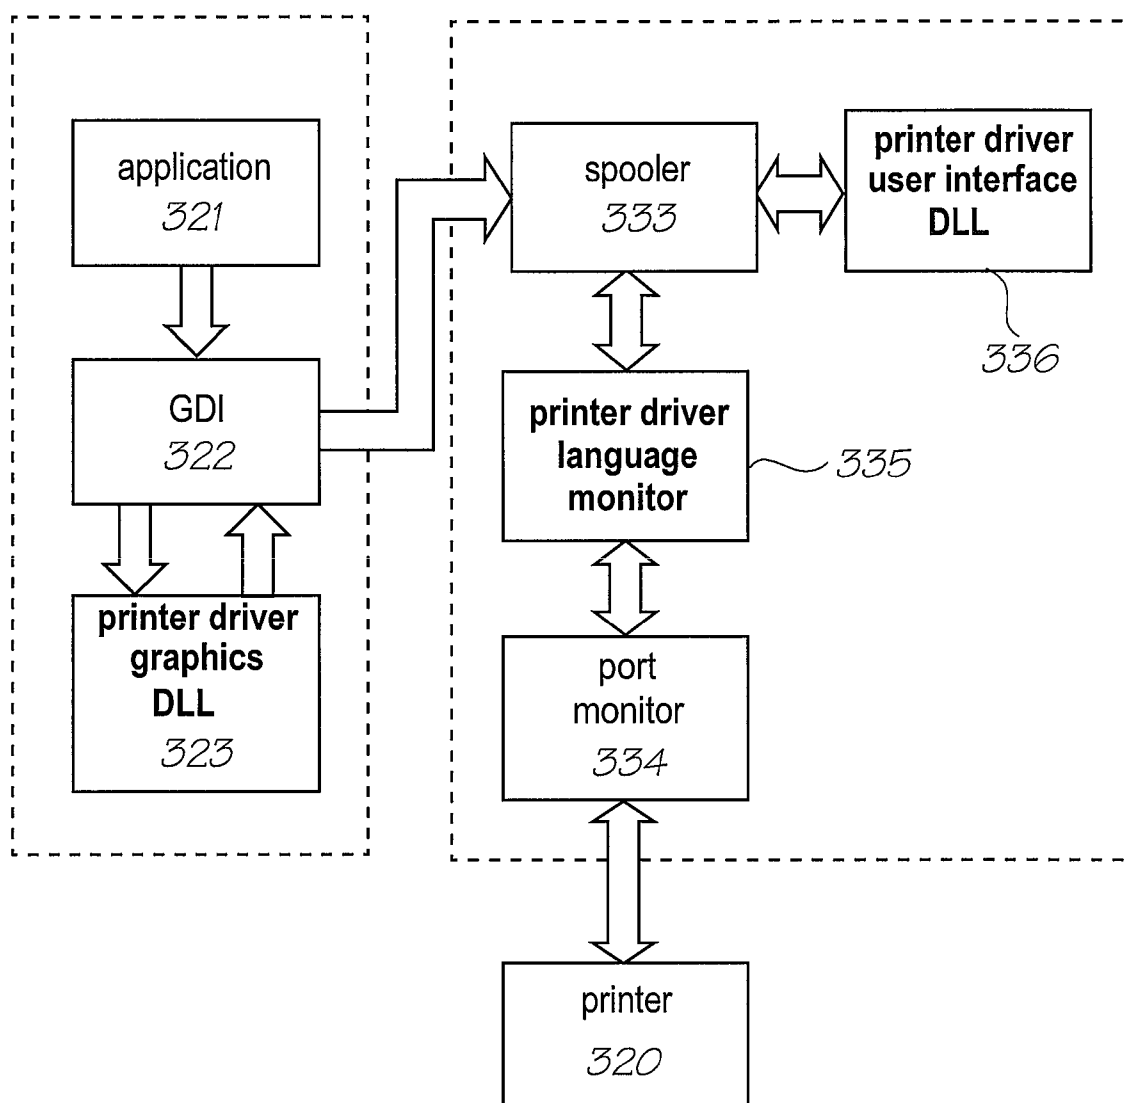 application
321
GDI
322
printer driver
graphics
DLL
323
spooler
333
printer driver
user interface
DLL
336
printer driver
language
monitor
335
port
monitor
334
printer
320